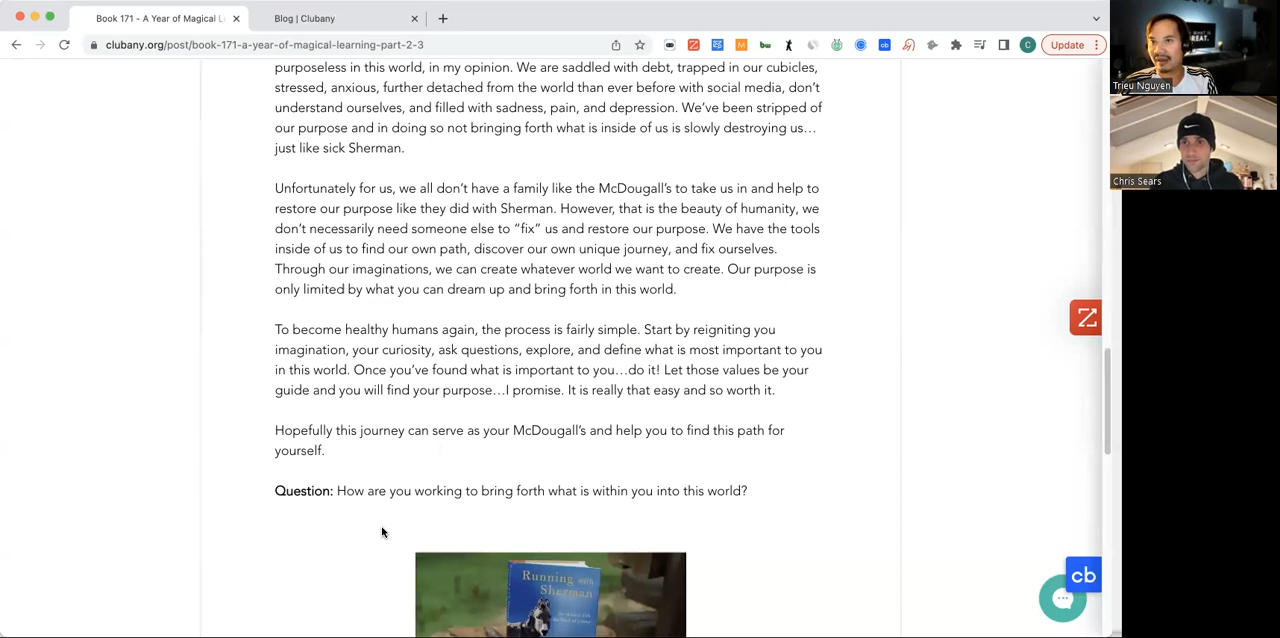 Book 171 - A Year of Magical L
Blog | Clubany
clubany.org/post/book-171-a-year-of-magical-learning-part-2-3
Update
purposeless in this world, in my opinion. We are saddled with debt, trapped in our cubicles,
stressed, anxious, further detached from the world than ever before with social media, don’t
understand ourselves, and filled with sadness, pain, and depression. We’ve been stripped of
our purpose and in doing so not bringing forth what is inside of us is slowly destroying us…
just like sick Sherman.
Unfortunately for us, we all don’t have a family like the McDougall’s to take us in and help to
restore our purpose like they did with Sherman. However, that is the beauty of humanity, we
don’t necessarily need someone else to “fix” us and restore our purpose. We have the tools
inside of us to find our own path, discover our own unique journey, and fix ourselves.
Through our imaginations, we can create whatever world we want to create. Our purpose is
only limited by what you can dream up and bring forth in this world.
To become healthy humans again, the process is fairly simple. Start by reigniting you
imagination, your curiosity, ask questions, explore, and define what is most important to you
in this world. Once you’ve found what is important to you…do it! Let those values be your
guide and you will find your purpose…I promise. It is really that easy and so worth it.
Hopefully this journey can serve as your McDougall’s and help you to find this path for
yourself.
Question: How are you working to bring forth what is within you into this world?
Running with
Sherman
cb
Trieu Nguyen
Chris Sears